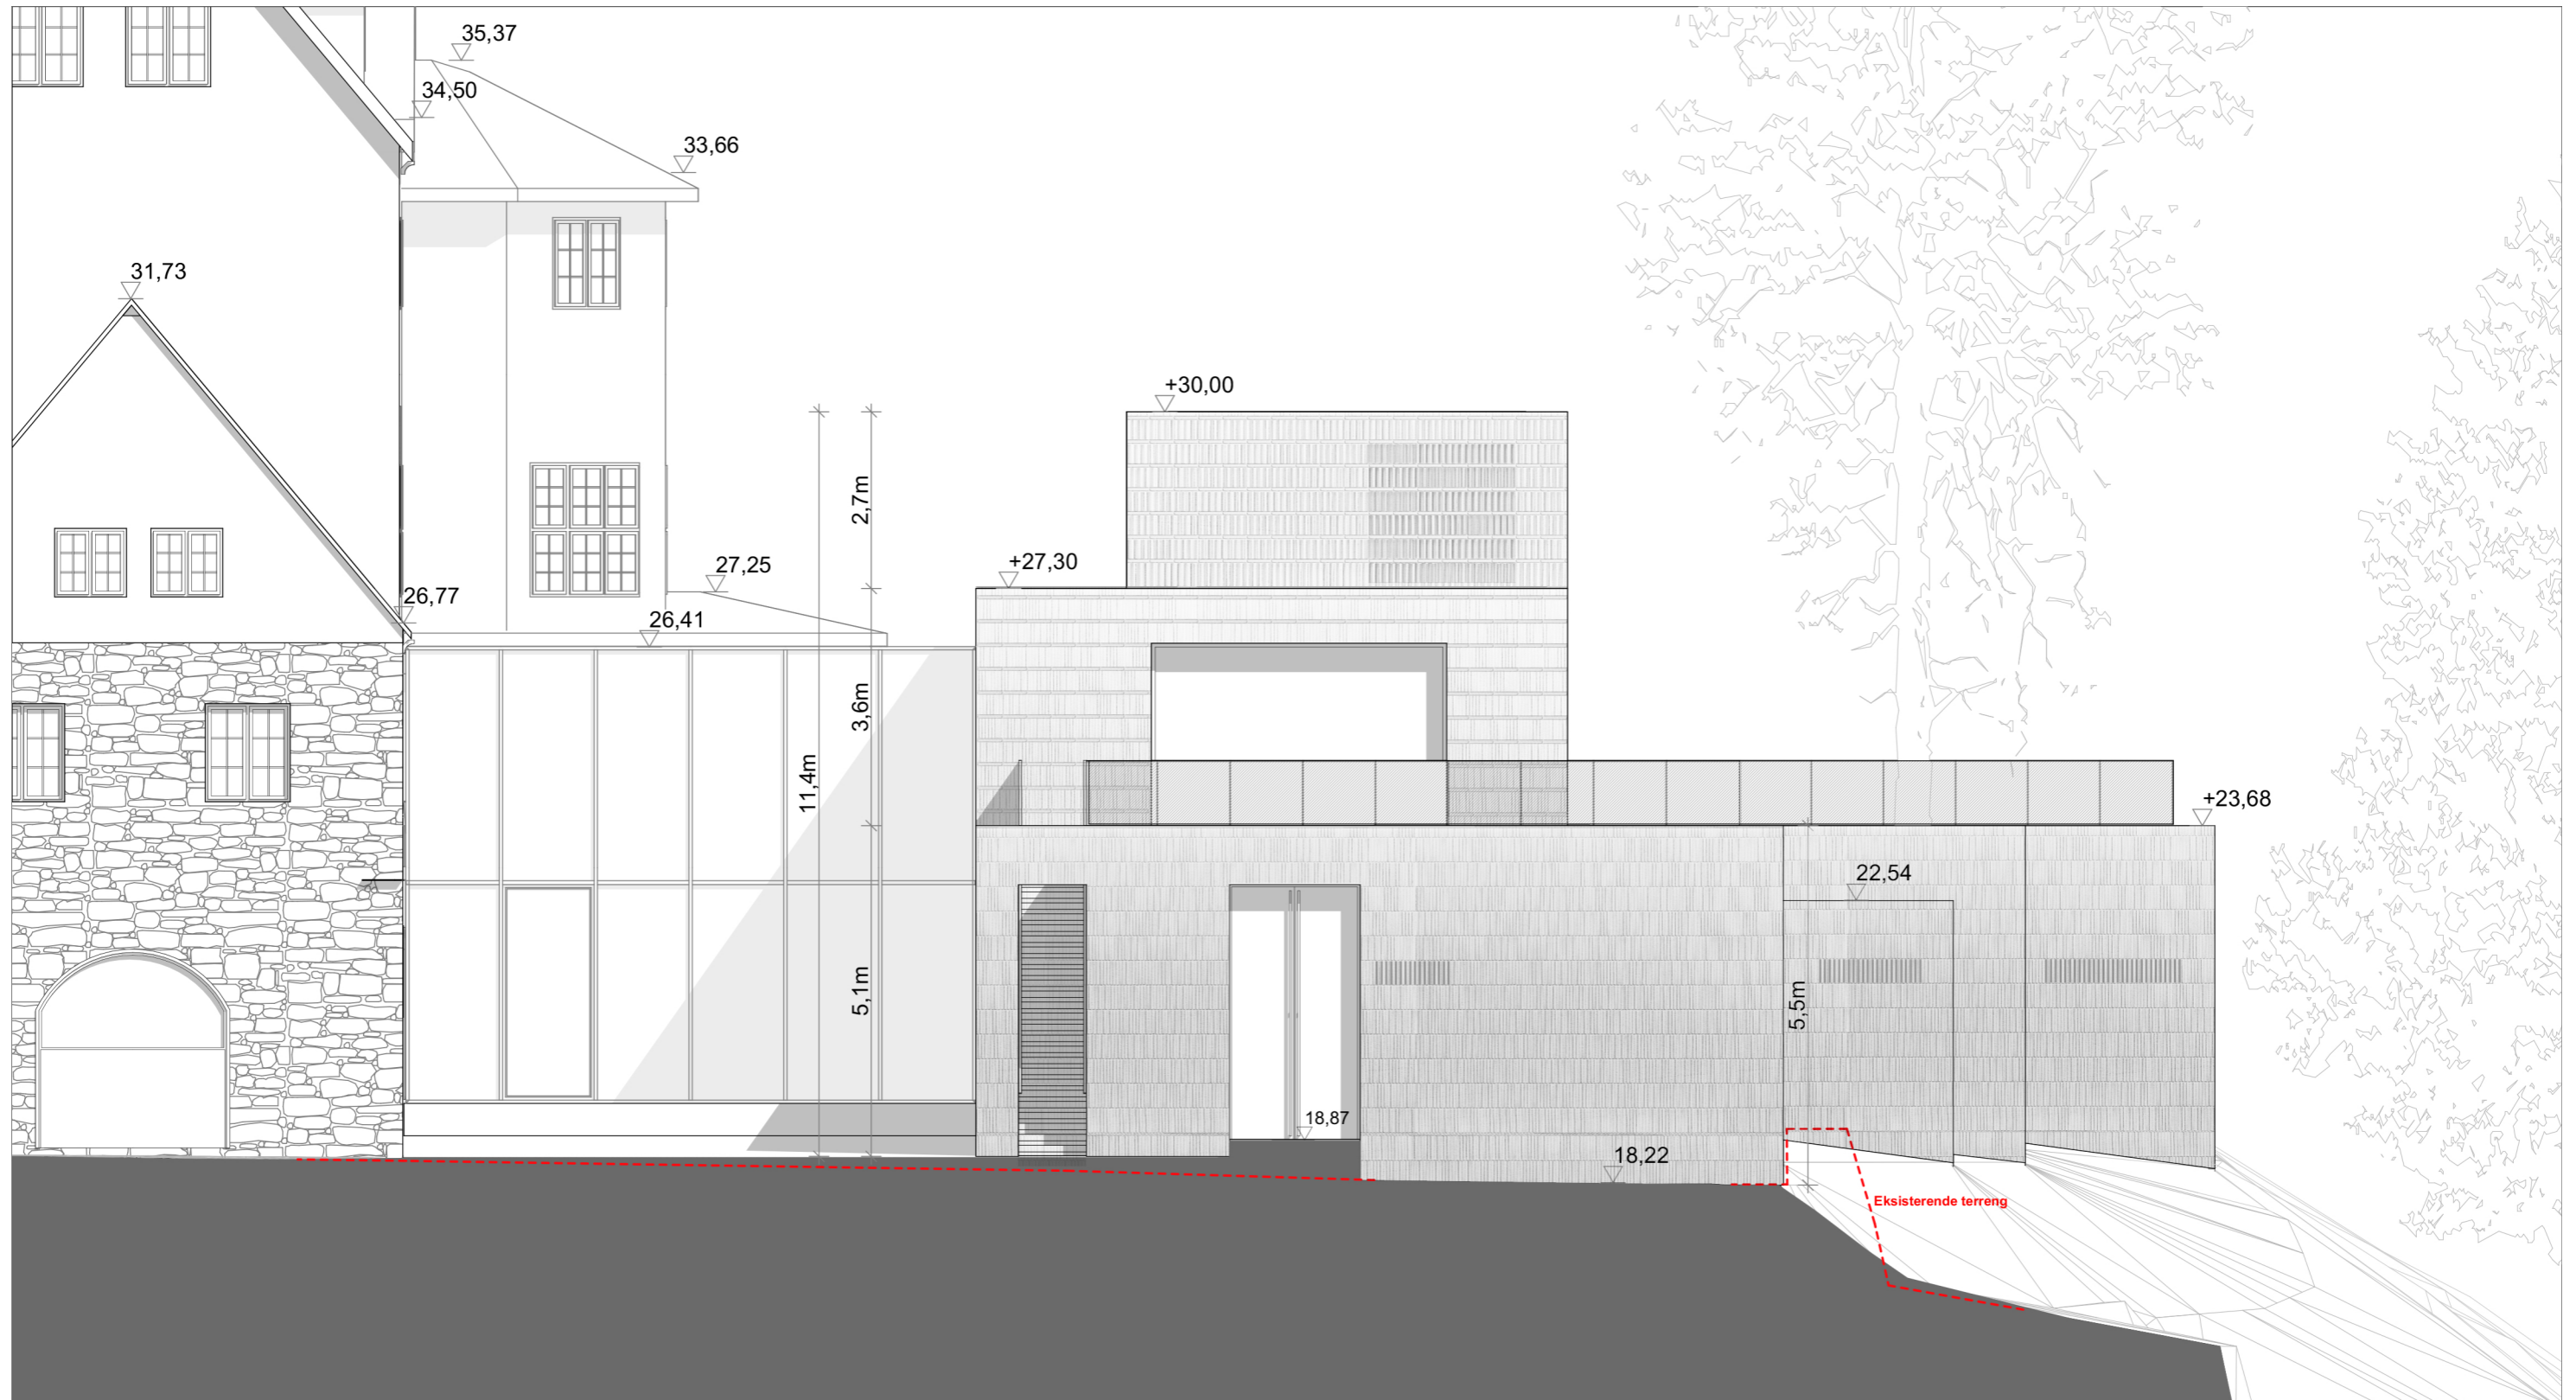 35,37
34,50
33,66
31,73
+30,00
2,7m
27,25
+27,30
26,77
26,41
3,6m
11,4m
+23,68
22,54
5,1m
5,5m
18,87
18,22
Eksisterende terreng